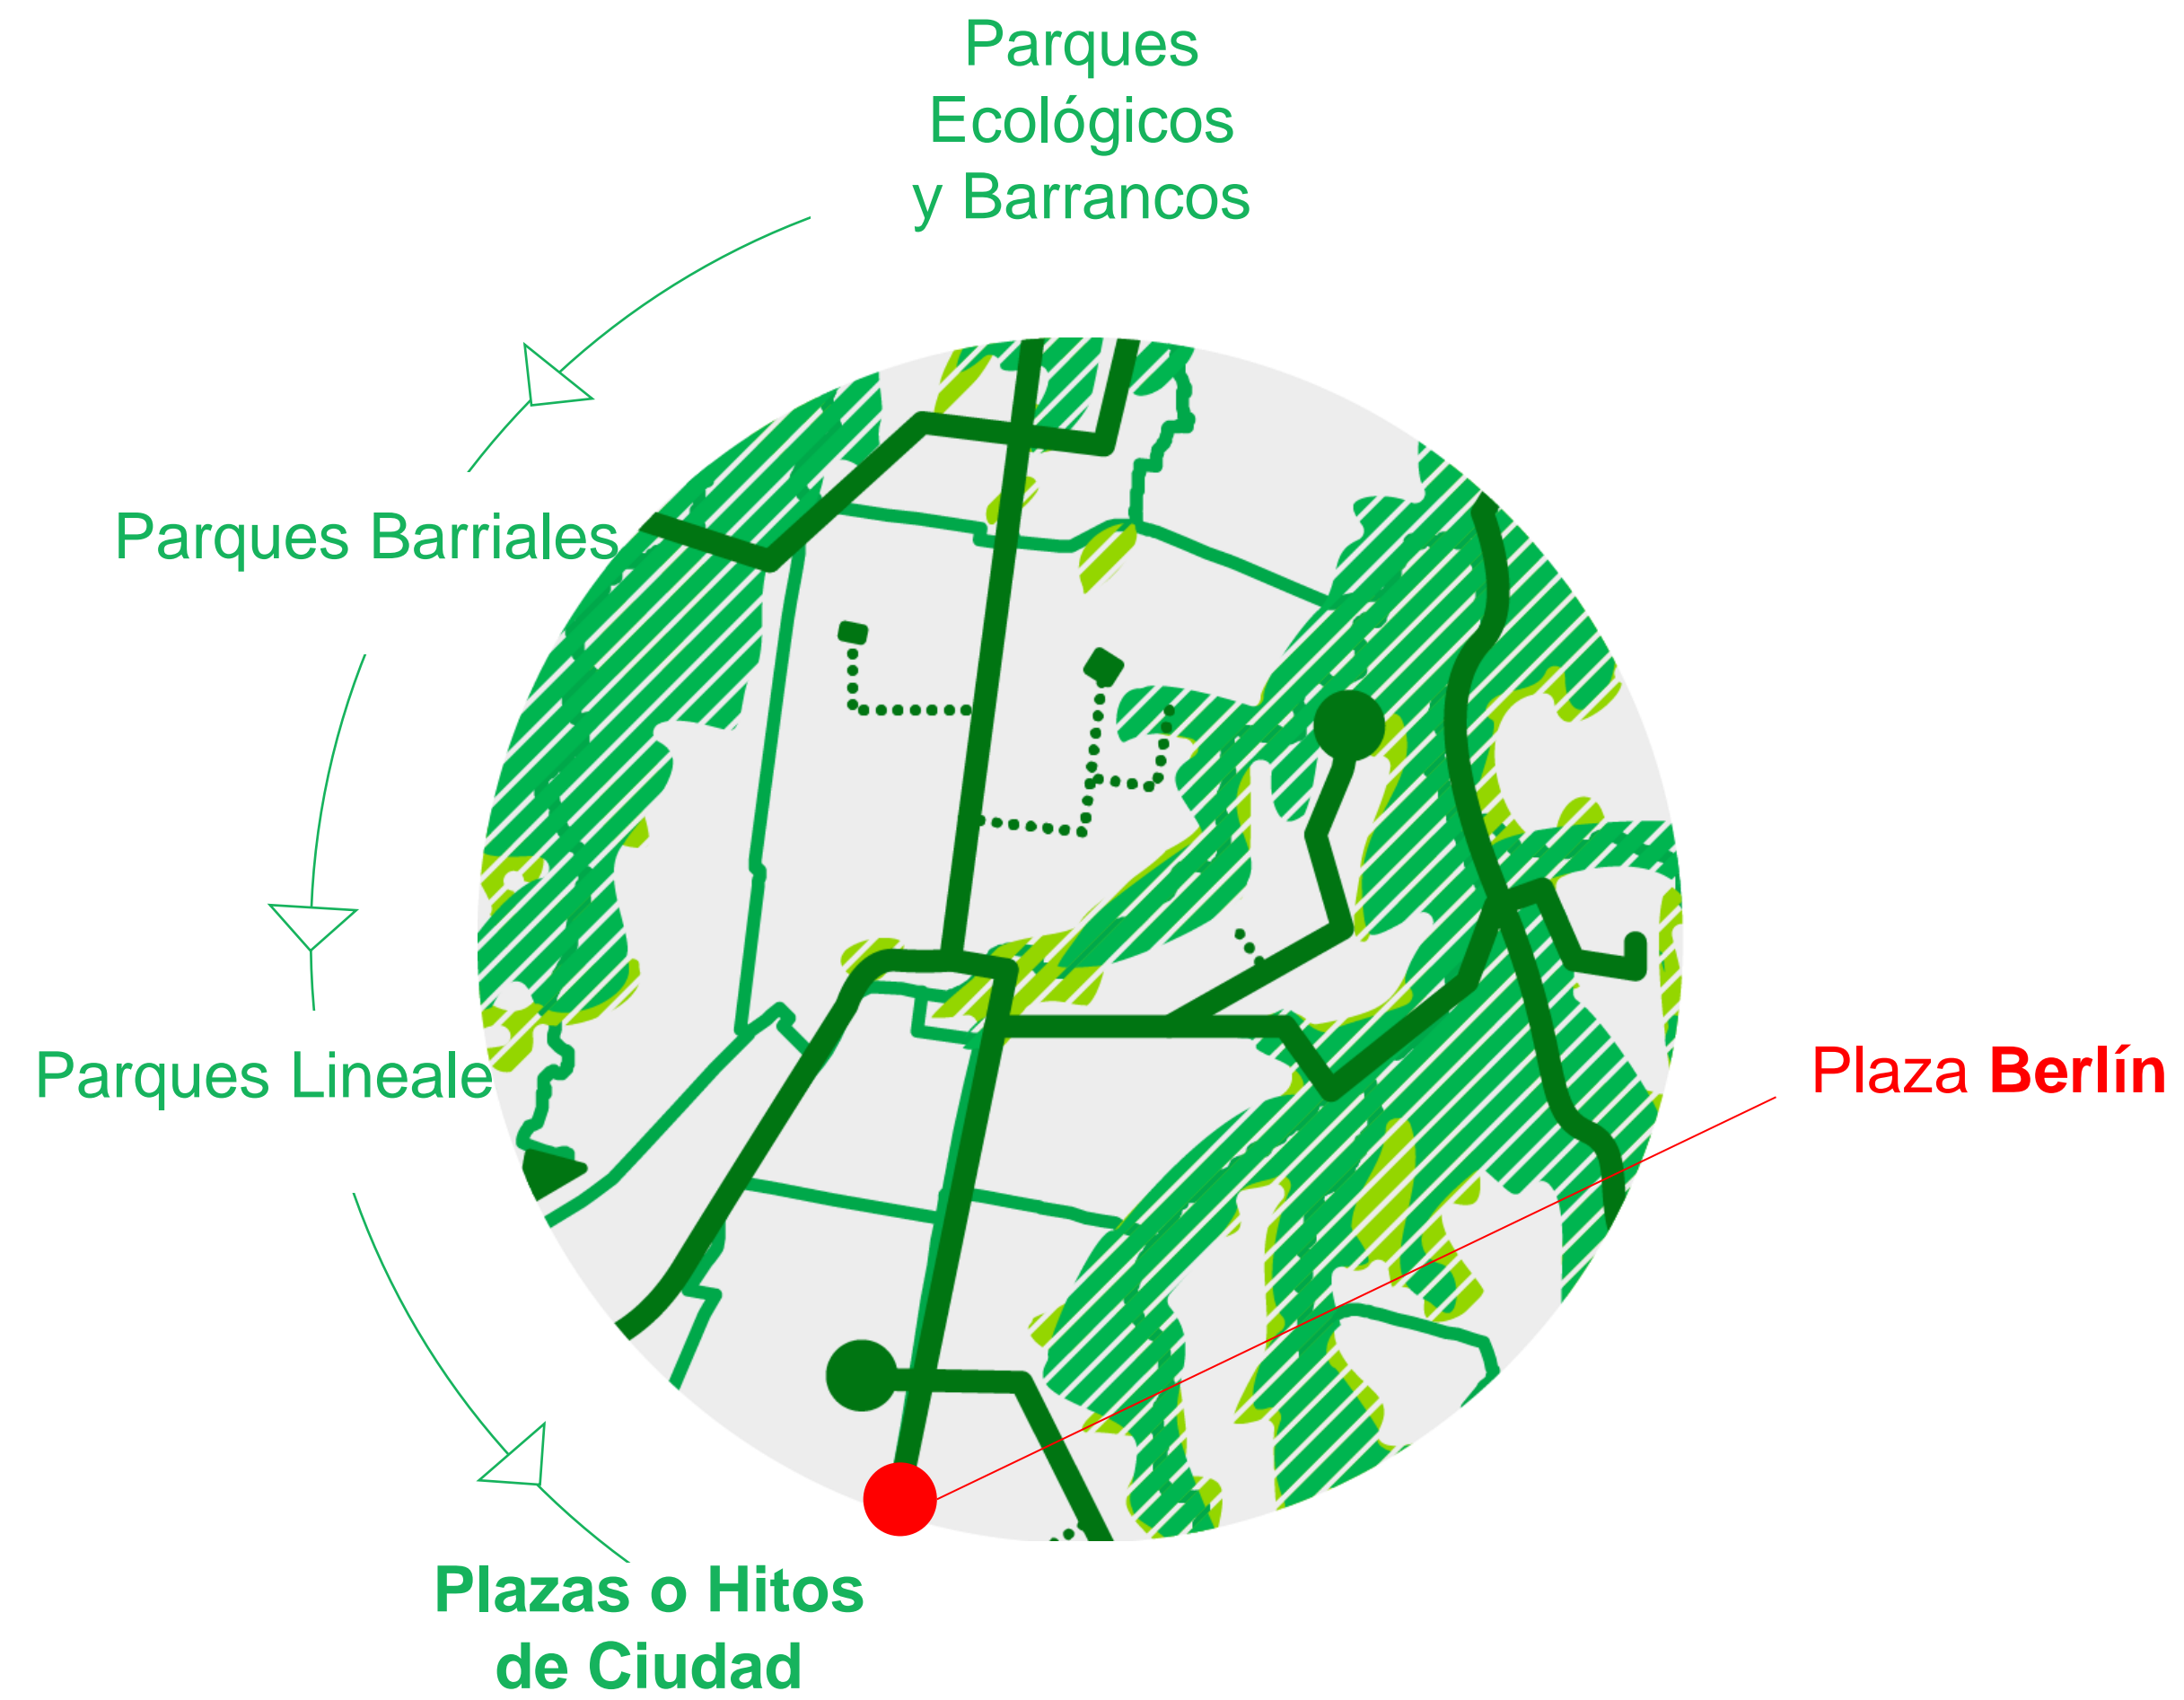 Parques
Ecológicos
y Barrancos
Parques Barriales
Parques Lineale
Plaza Berlín
Plazas o Hitos
de Ciudad